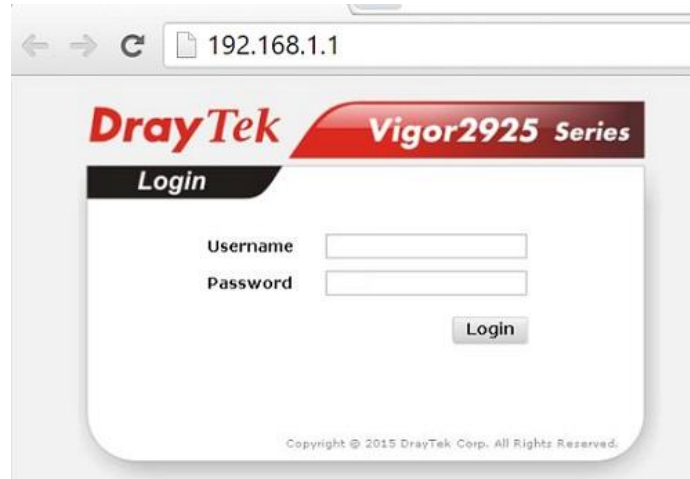 192.168.1.1
DrayTek Vigor2925 Series
Login
Username
Password
Login
Copyright © 2015 DrayTek Corp. All Rights Reserved.